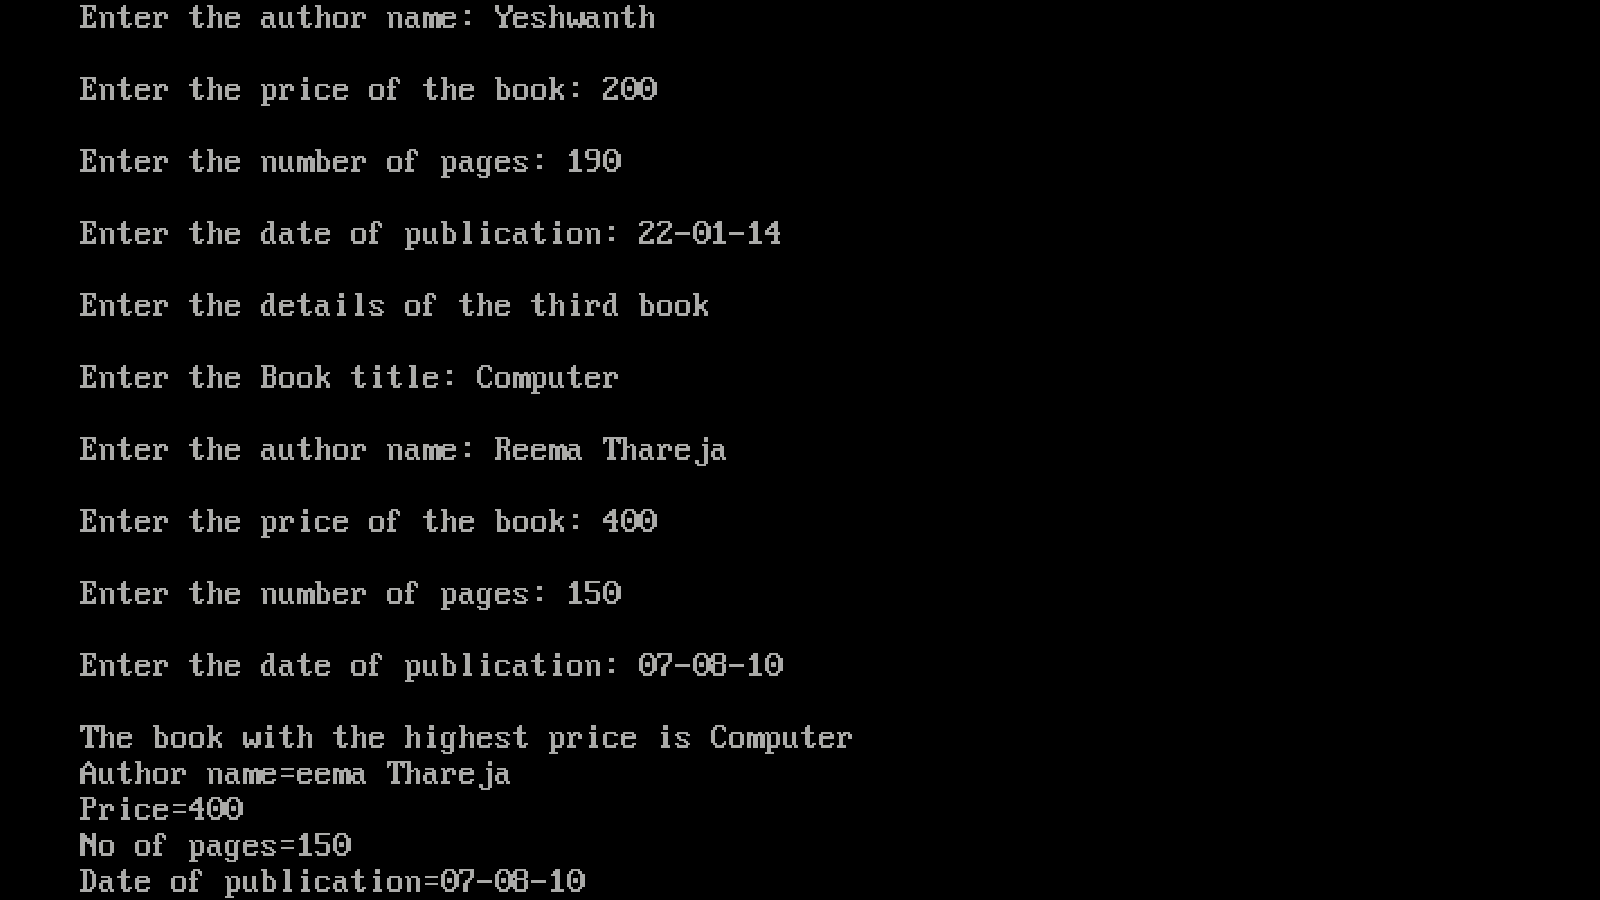 Enter the author name: Yeshwanth
Enter the price of the book: 200
Enter the number of pages: 190
Enter the date of publication: 22-01-14
Enter the details of the third book
Enter the Book title: Computer
Enter the author name: Reema Thareja
Enter the price of the book: 400
Enter the number of pages: 150
Enter the date of publication: 07-08-10
The book with the highest price is Computer
Author name=eema Thareja
Price=400
No of pages=150
Date of publication=07-08-10